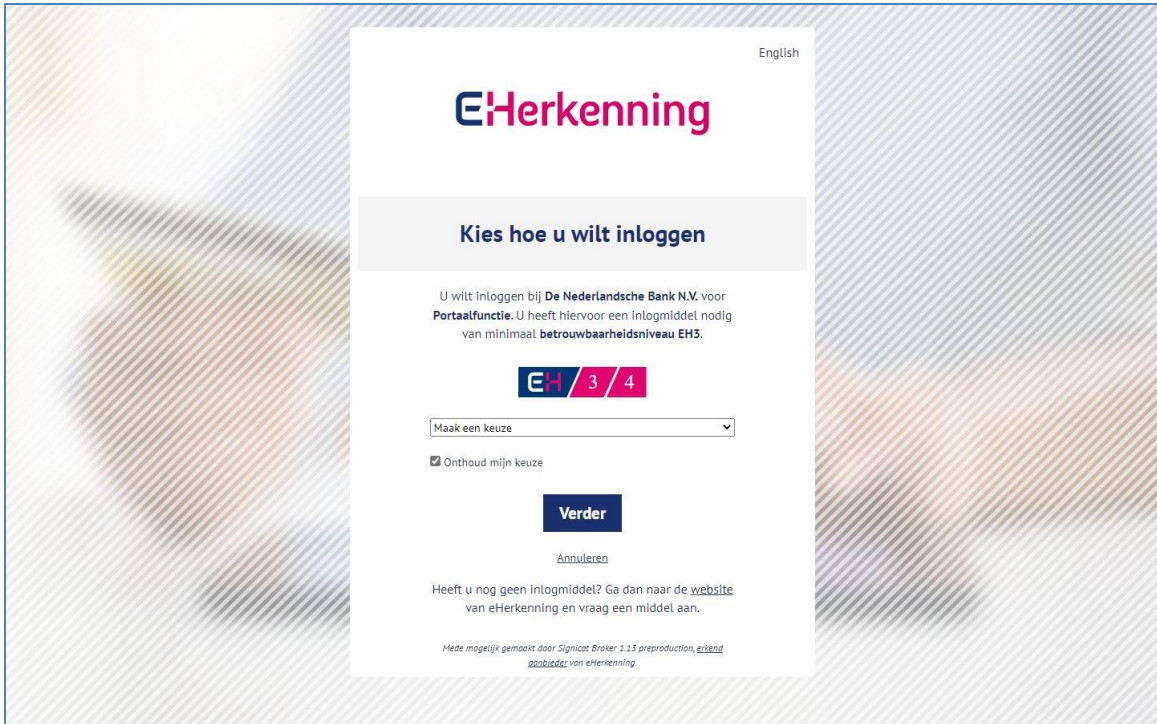 English
EHerkenning
Kies hoe u wilt inloggen
U wilt inloggen bij De Nederlandsche Bank N.V. voor
Portaalfunctie. U heeft hiervoor een inlogmiddel nodig
van minimaal betrouwbaarheidsniveau EH3.
EH 3 4
Maak een keuze
Onthoud mijn keuze
Verder
Annuleren
Heeft u nog geen inlogmiddel? Ga dan naar de website
van eHerkenning en vraag een middel aan.
Mede mogelijk gemaakt door Signicat Broker 1.13 preproduction, erkend
aanbieder van eHerkenning.